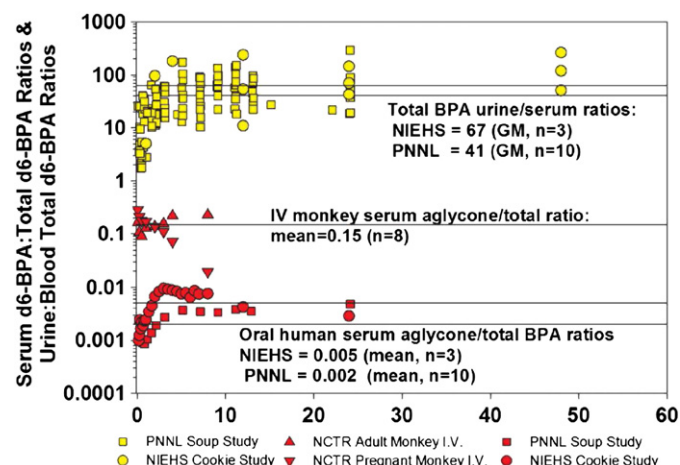 Serum d6-BPA:Total d6-BPA Ratios &
Urine:Blood Total d6-BPA Ratios
1000
100
10
1
0.1
0.01
0.001
0.0001
Total BPA urine/serum ratios:
NIEHS = 67 (GM, n=3)
PNNL = 41 (GM, n=10)
IV monkey serum aglycone/total ratio:
mean=0.15 (n=8)
Oral human serum aglycone/total BPA ratios
NIEHS = 0.005 (mean, n=3)
PNNL = 0.002 (mean, n=10)
0 10 20 30 40 50 60
PNNL Soup Study NCTR Adult Monkey I.V. PNNL Soup Study
NIEHS Cookie Study NCTR Pregnant Monkey I.V. NIEHS Cookie Study